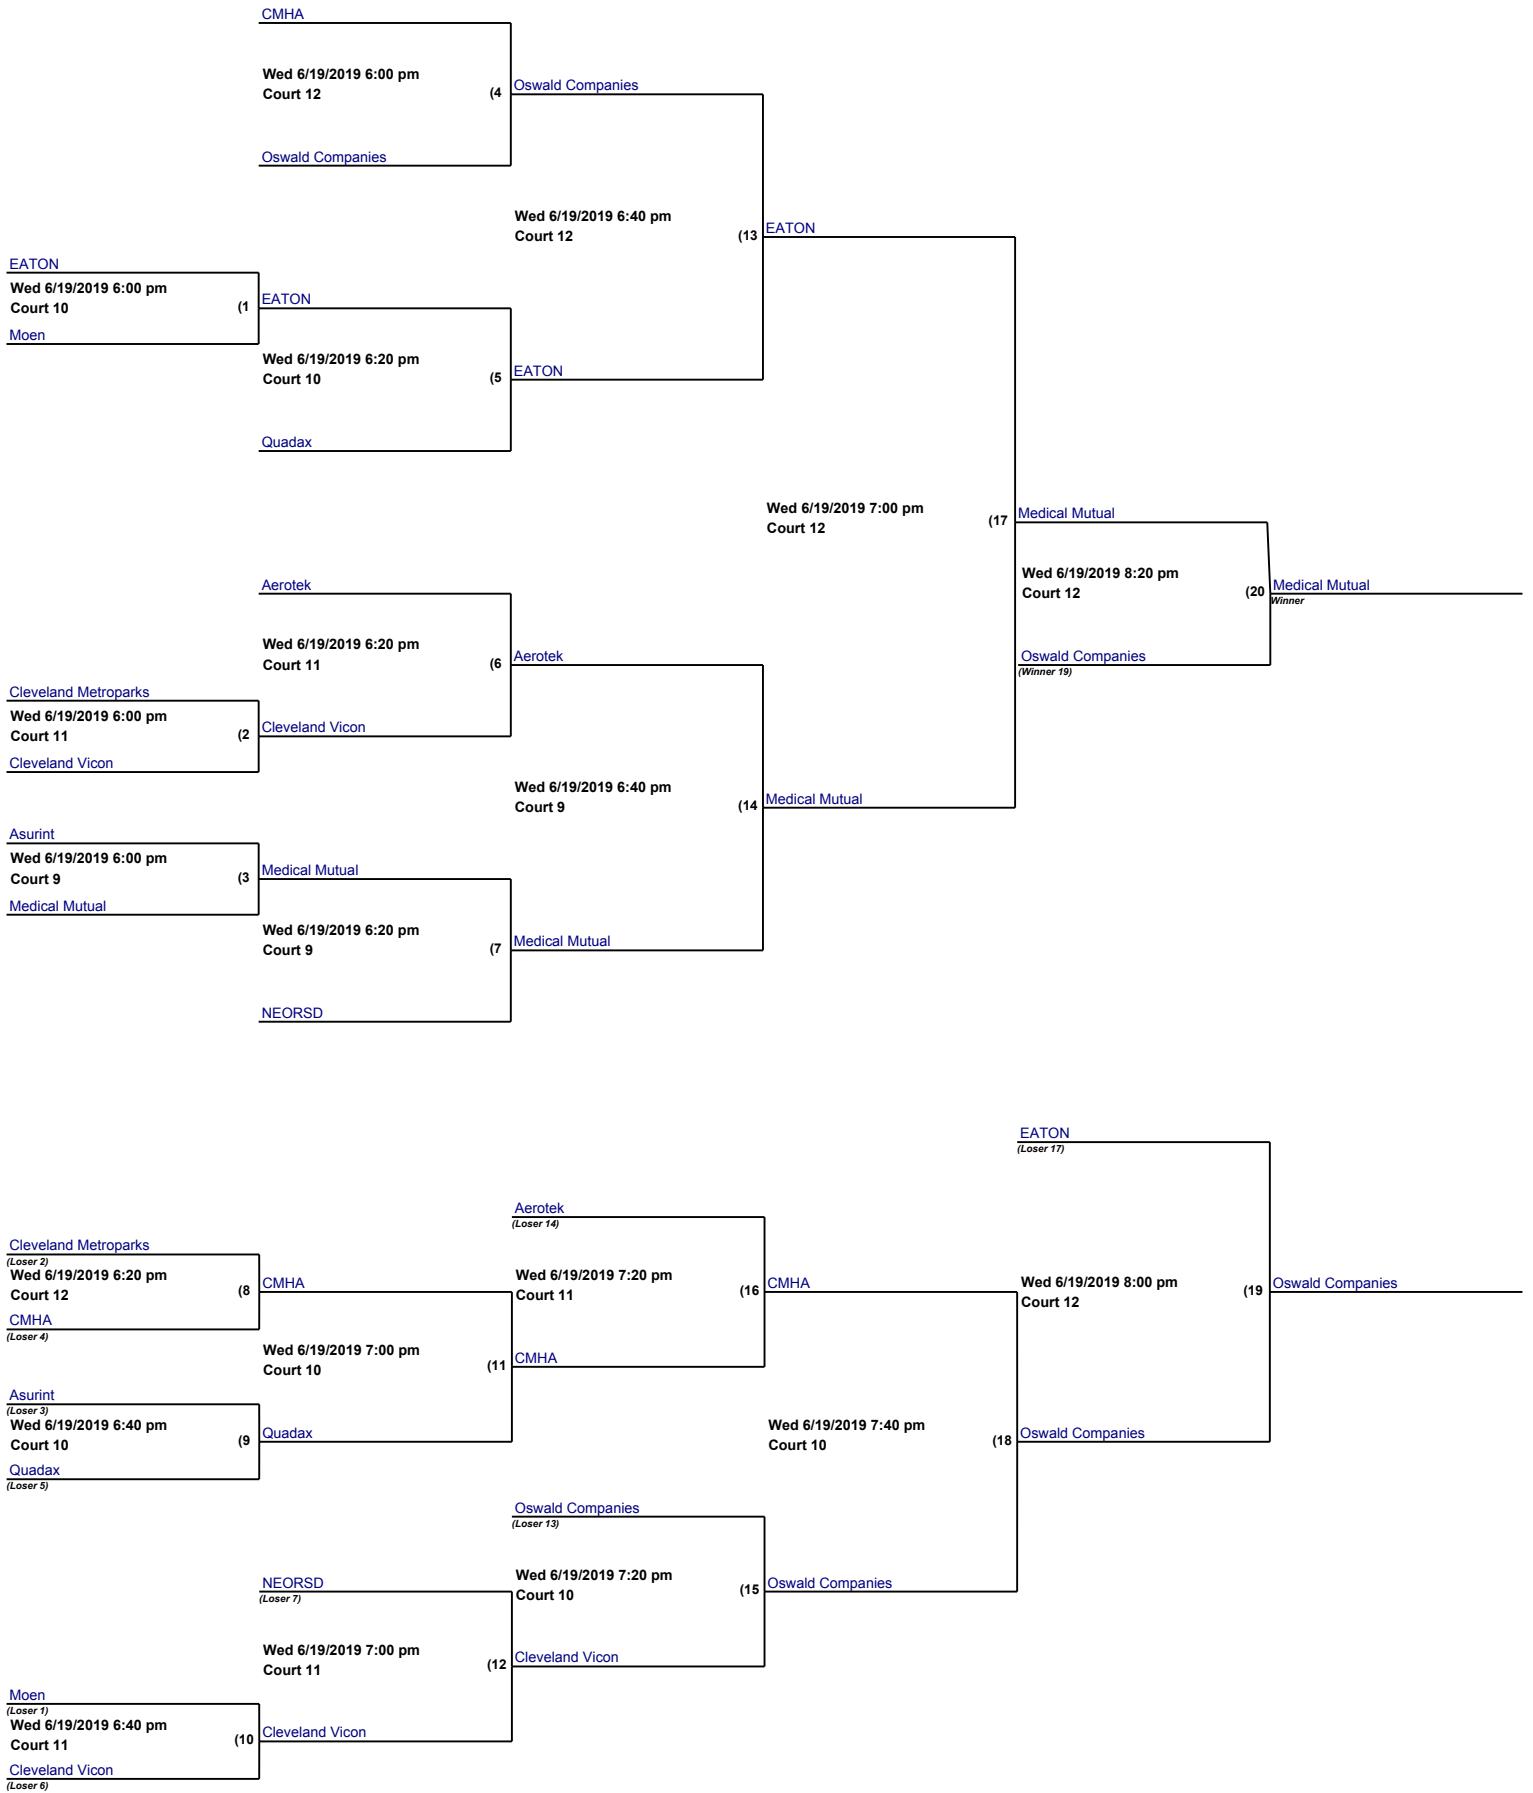 CMHA
Wed 6/19/2019 6:00 pm
Court 12
(4
Oswald Companies
Oswald Companies
Wed 6/19/2019 6:40 pm
Court 12
(13
EATON
EATON
Wed 6/19/2019 6:00 pm
Court 10
(1
EATON
Moen
Wed 6/19/2019 6:20 pm
Court 10
(5
EATON
Quadax
Wed 6/19/2019 7:00 pm
Court 12
(17
Medical Mutual
Wed 6/19/2019 8:20 pm
Court 12
(20
Medical Mutual
Winner
Aerotek
Wed 6/19/2019 6:20 pm
Court 11
(6
Aerotek
Oswald Companies
(Winner 19)
Cleveland Metroparks
Wed 6/19/2019 6:00 pm
Court 11
(2
Cleveland Vicon
Cleveland Vicon
Wed 6/19/2019 6:40 pm
Court 9
(14
Medical Mutual
Asurint
Wed 6/19/2019 6:00 pm
Court 9
(3
Medical Mutual
Medical Mutual
Wed 6/19/2019 6:20 pm
Court 9
(7
Medical Mutual
NEORSD
EATON
(Loser 17)
Aerotek
(Loser 14)
Cleveland Metroparks
(Loser 2)
Wed 6/19/2019 6:20 pm
Court 12
(8
CMHA
CMHA
(Loser 4)
Wed 6/19/2019 7:20 pm
Court 11
(16
CMHA
Wed 6/19/2019 8:00 pm
Court 12
(19
Oswald Companies
Wed 6/19/2019 7:00 pm
Court 10
(11
CMHA
Asurint
(Loser 3)
Wed 6/19/2019 6:40 pm
Court 10
(9
Quadax
Quadax
(Loser 5)
Wed 6/19/2019 7:40 pm
Court 10
(18
Oswald Companies
Oswald Companies
(Loser 13)
NEORSD
(Loser 7)
Wed 6/19/2019 7:20 pm
Court 10
(15
Oswald Companies
Wed 6/19/2019 7:00 pm
Court 11
(12
Cleveland Vicon
Moen
(Loser 1)
Wed 6/19/2019 6:40 pm
Court 11
(10
Cleveland Vicon
Cleveland Vicon
(Loser 6)